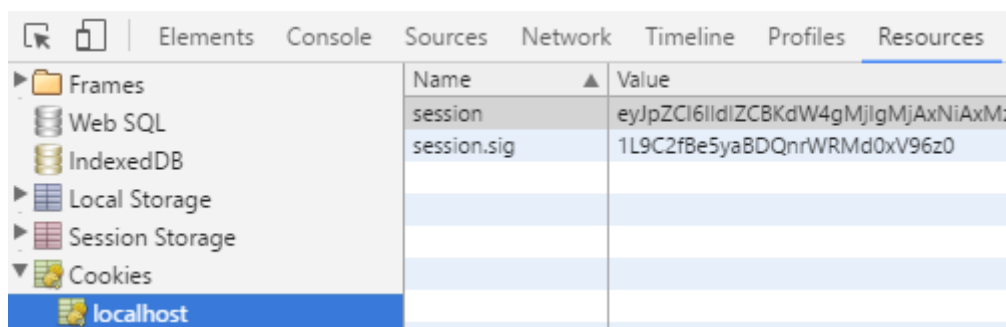 Elements Console Sources Network Timeline Profiles Resources
Frames
Web SQL
IndexedDB
Local Storage
Session Storage
Cookies
localhost
Name Value
session eyJpZCI6IldlZCBKdW4gMjIgMjAxNiAxMz
session.sig 1L9C2fBe5yaBDQnrWRMd0xV96z0